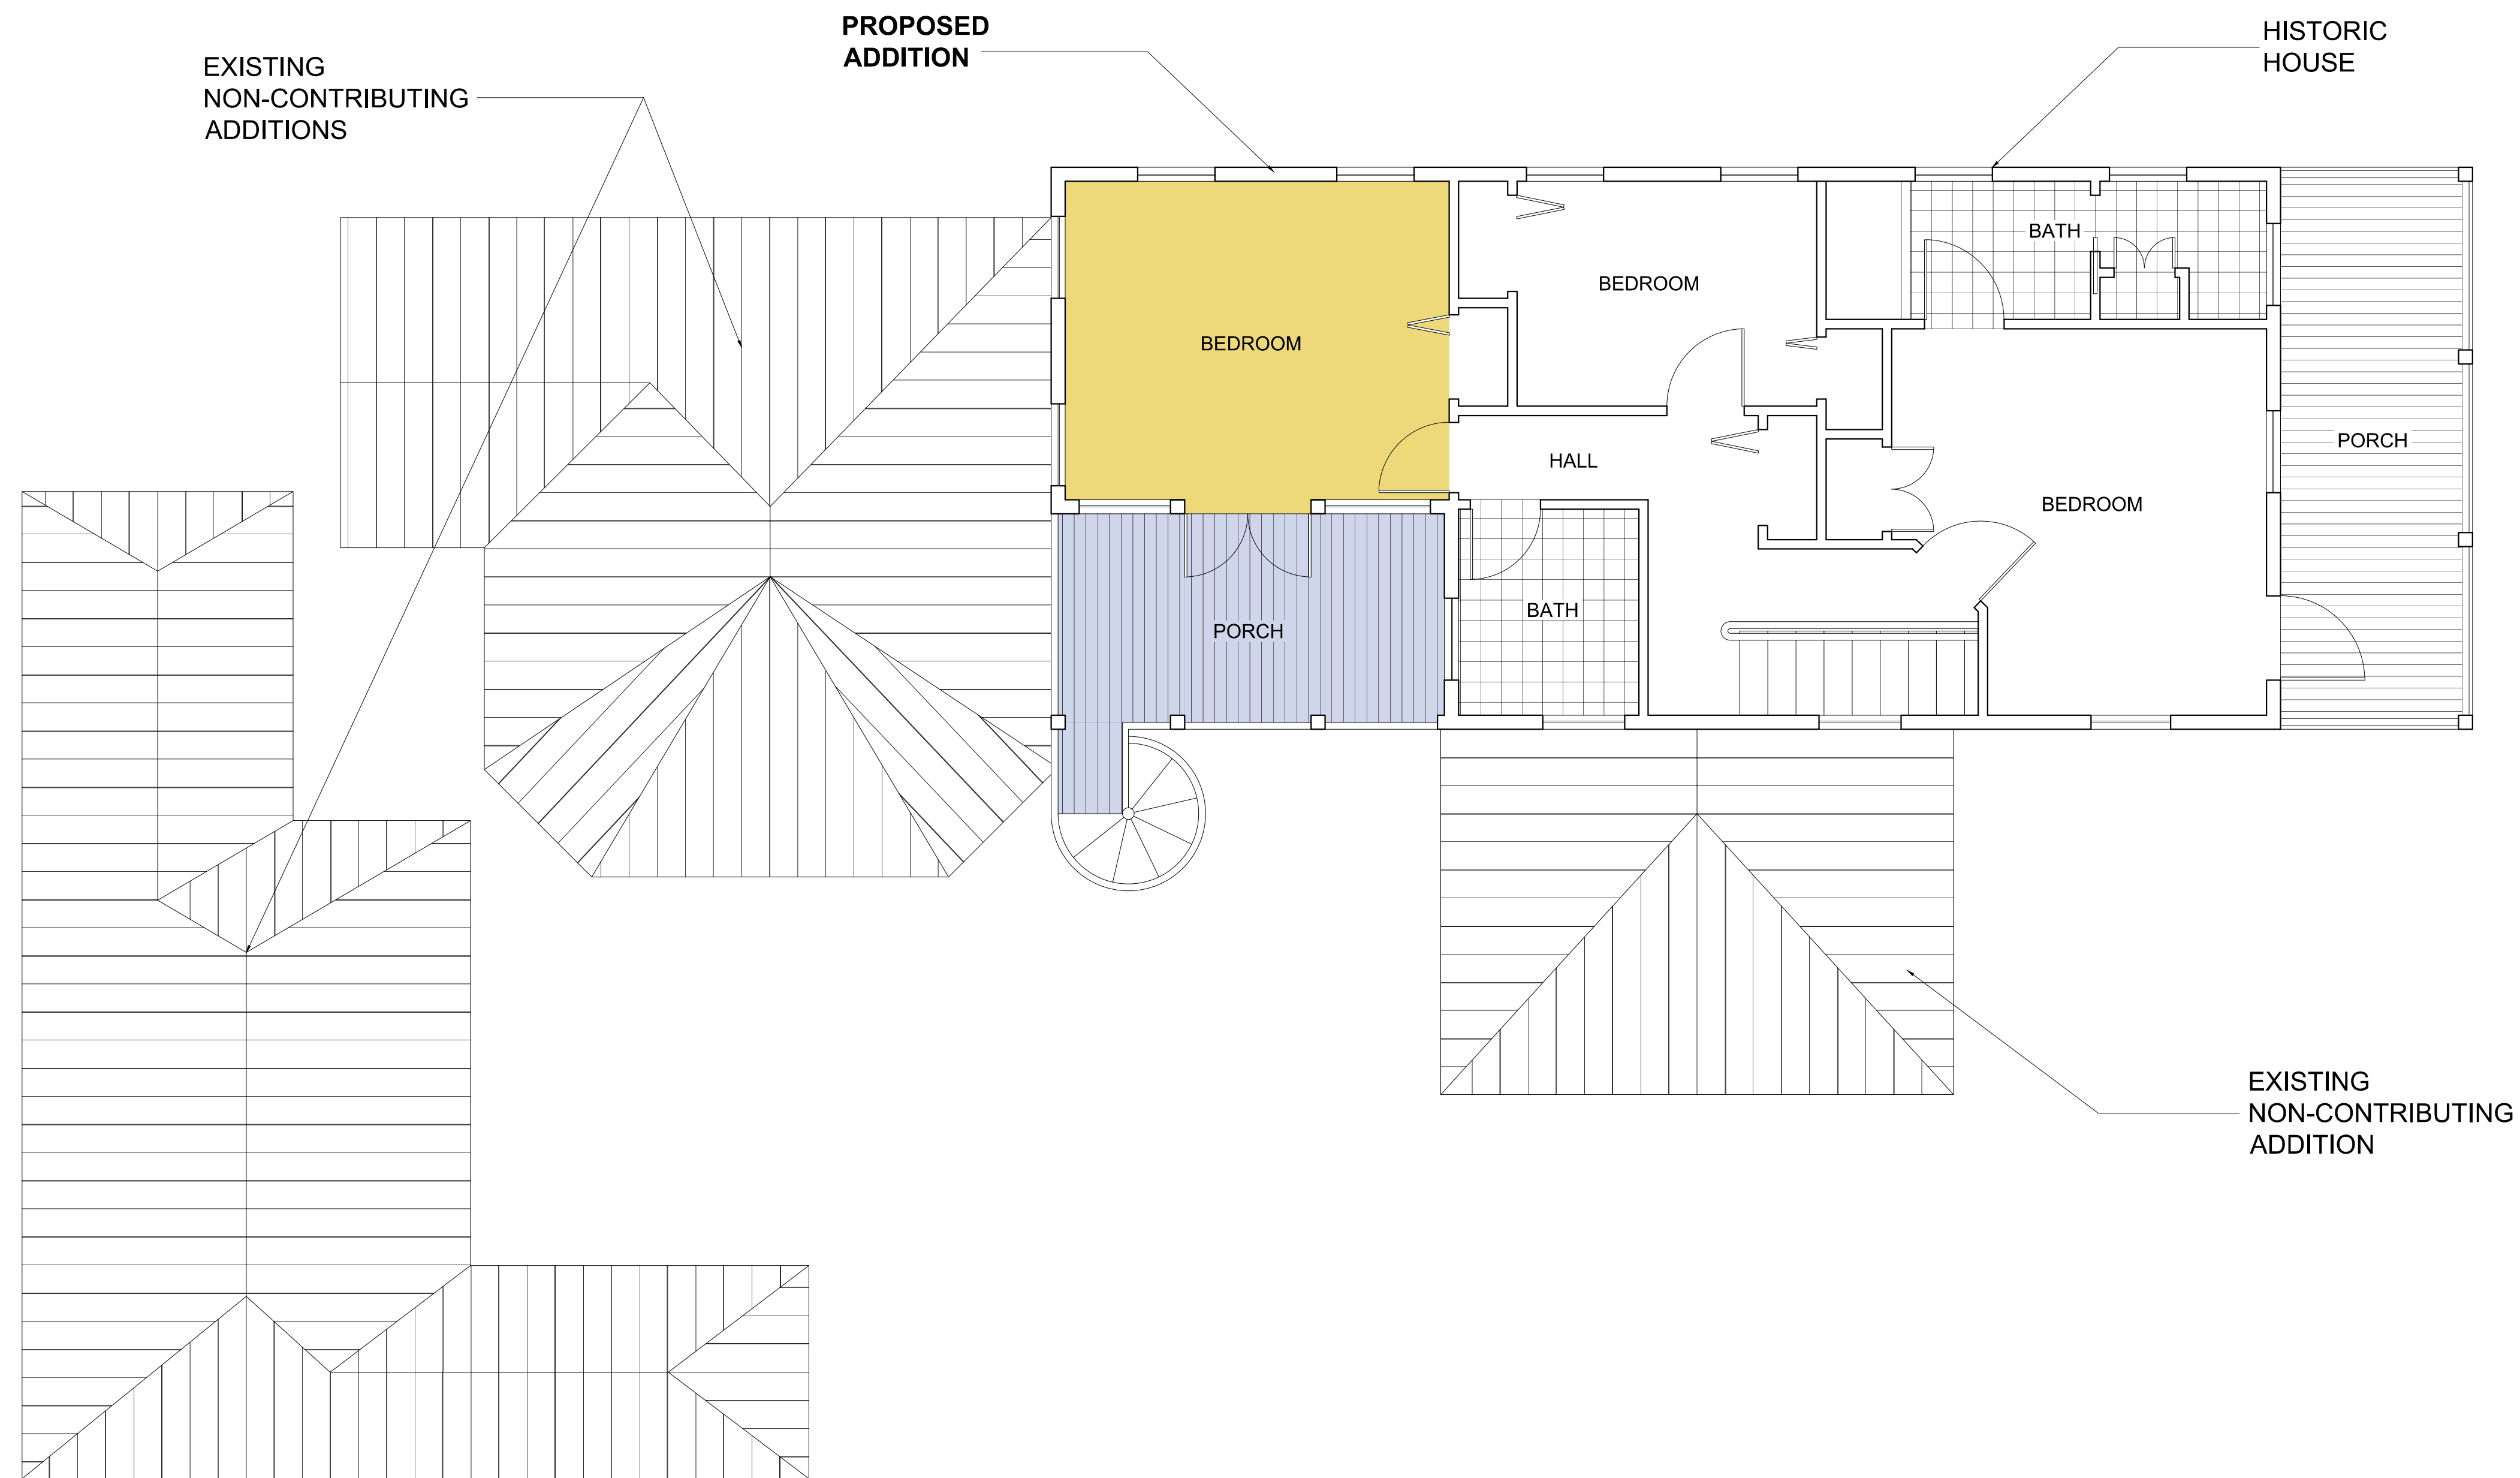 PROPOSED
ADDITION
HISTORIC
HOUSE
EXISTING
NON-CONTRIBUTING
ADDITIONS
BATH
BEDROOM
BEDROOM
PORCH
HALL
BEDROOM
BATH
PORCH
EXISTING
NON-CONTRIBUTING
ADDITION